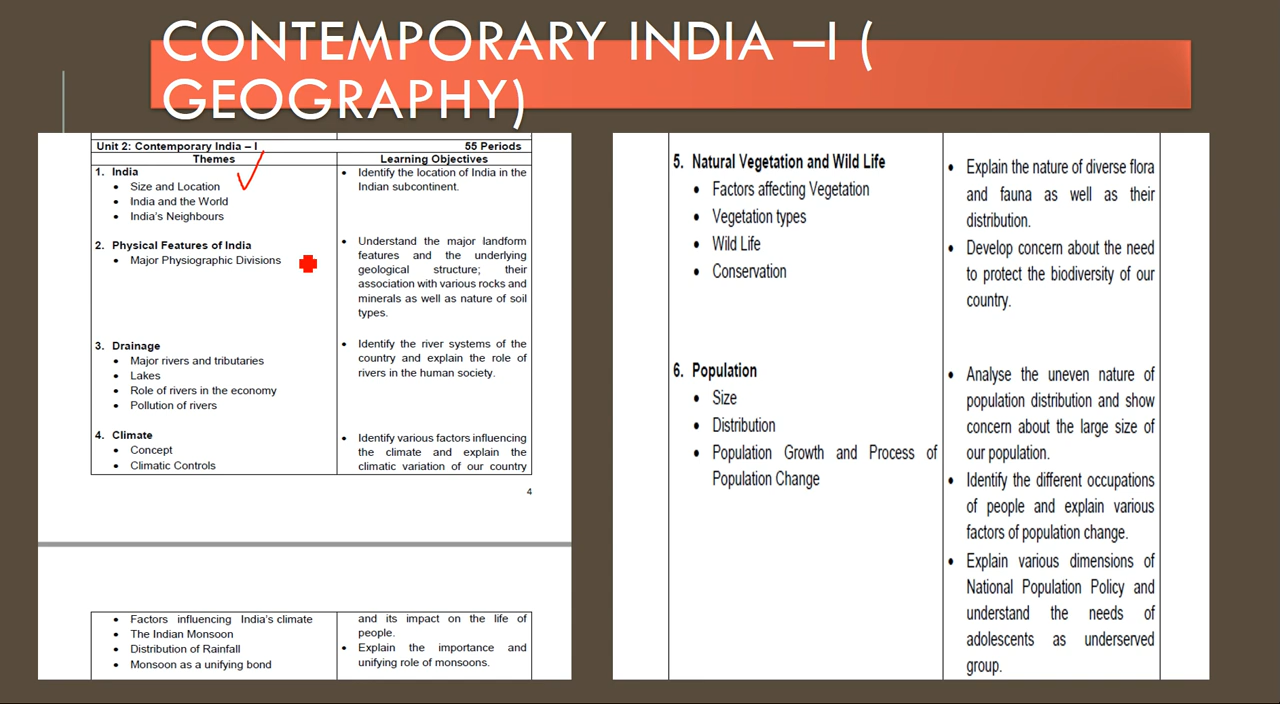 CONTEMPORARY INDIA –I (
GEOGRAPHY)
Unit 2: Contemporary India – I 55 Periods
Themes Learning Objectives
1. India
• Size and Location
• India and the World
• India's Neighbours
• Identify the location of India in the
Indian subcontinent.
2. Physical Features of India
• Major Physiographic Divisions
• Understand the major landform
features and the underlying
geological structure; their
association with various rocks and
minerals as well as nature of soil
types.
3. Drainage
• Major rivers and tributaries
• Lakes
• Role of rivers in the economy
• Pollution of rivers
• Identify the river systems of the
country and explain the role of
rivers in the human society.
4. Climate
• Concept
• Climatic Controls
• Identify various factors influencing
the climate and explain the
climatic variation of our country
4
• Factors influencing India's climate
• The Indian Monsoon
• Distribution of Rainfall
• Monsoon as a unifying bond
and its impact on the life of
people.
• Explain the importance and
unifying role of monsoons.
5. Natural Vegetation and Wild Life
• Factors affecting Vegetation
• Vegetation types
• Wild Life
• Conservation
• Explain the nature of diverse flora
and fauna as well as their
distribution.
• Develop concern about the need
to protect the biodiversity of our
country.
6. Population
• Size
• Distribution
• Population Growth and Process of
Population Change
• Analyse the uneven nature of
population distribution and show
concern about the large size of
our population.
• Identify the different occupations
of people and explain various
factors of population change.
• Explain various dimensions of
National Population Policy and
understand the needs of
adolescents as underserved
group.